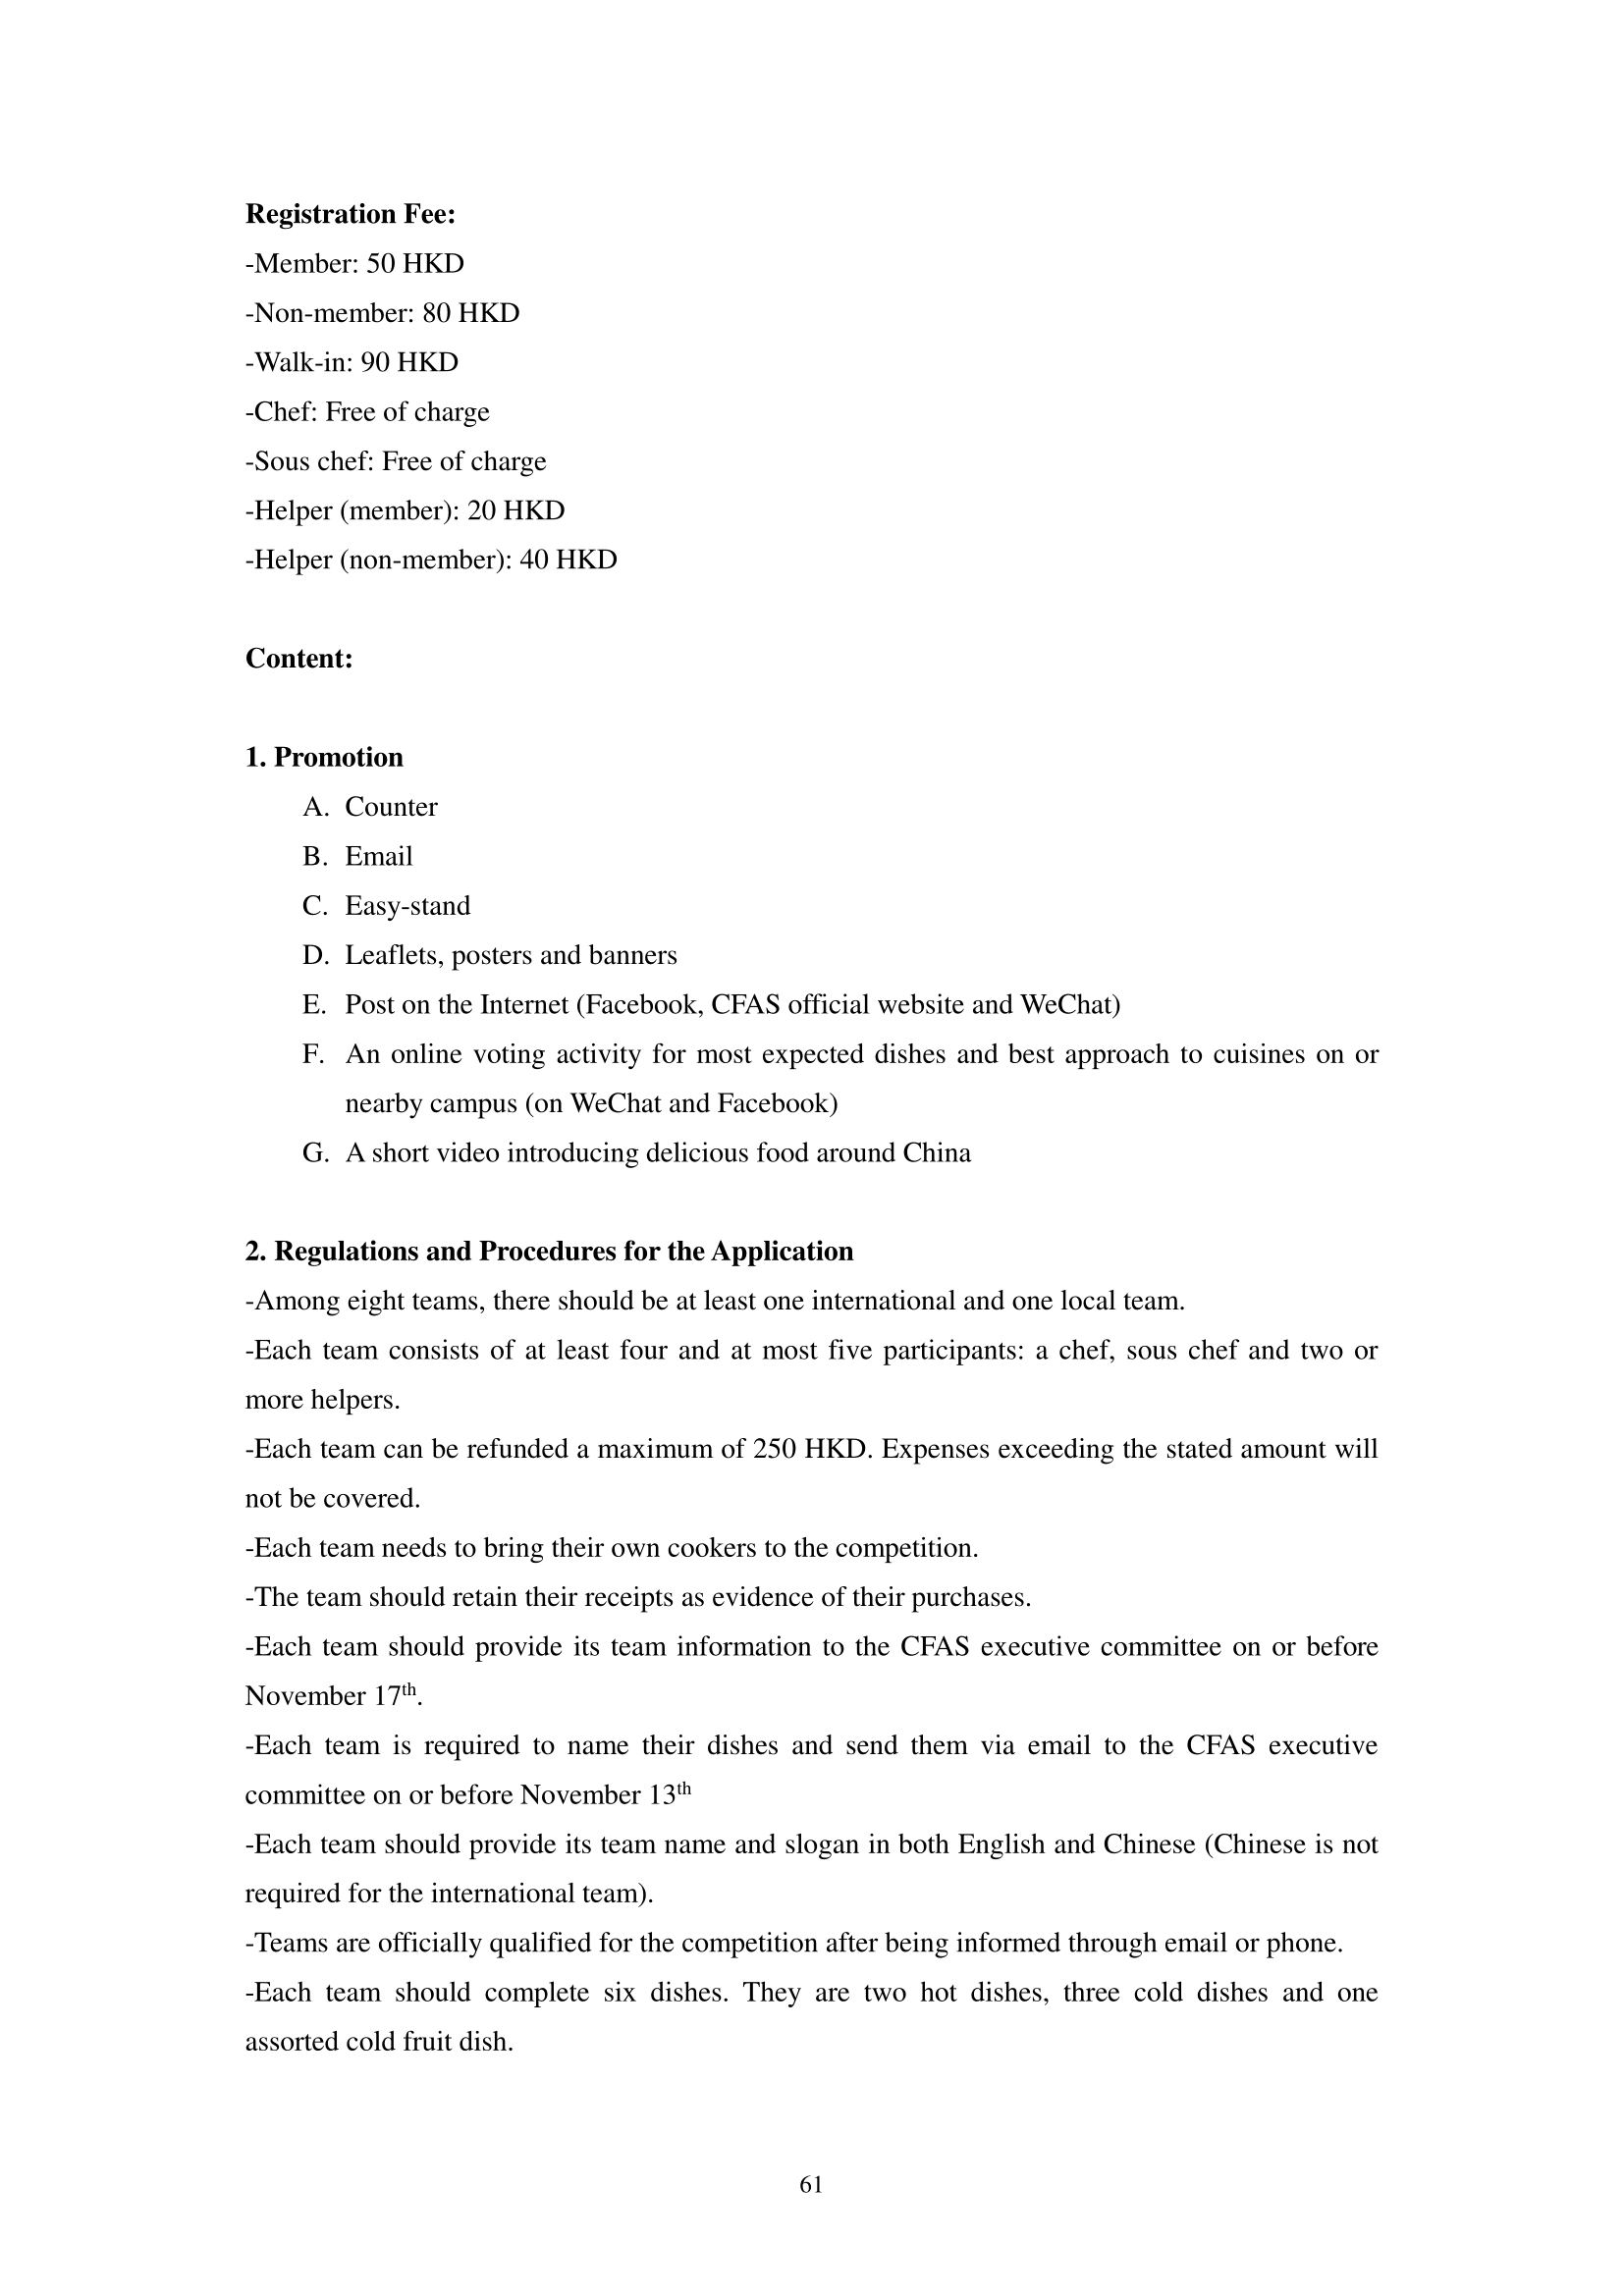 Registration Fee:
-Member: 50 HKD
-Non-member: 80 HKD
-Walk-in: 90 HKD
-Chef: Free of charge
-Sous chef: Free of charge
-Helper (member): 20 HKD
-Helper (non-member): 40 HKD
Content:
1. Promotion
A. Counter
B. Email
C. Easy-stand
D. Leaflets, posters and banners
E. Post on the Internet (Facebook, CFAS official website and WeChat)
F. An online voting activity for most expected dishes and best approach to cuisines on or
nearby campus (on WeChat and Facebook)
G. A short video introducing delicious food around China
2. Regulations and Procedures for the Application
-Among eight teams, there should be at least one international and one local team.
-Each team consists of at least four and at most five participants: a chef, sous chef and two or
more helpers.
-Each team can be refunded a maximum of 250 HKD. Expenses exceeding the stated amount will
not be covered.
-Each team needs to bring their own cookers to the competition.
-The team should retain their receipts as evidence of their purchases.
-Each team should provide its team information to the CFAS executive committee on or before
November 17th.
-Each team is required to name their dishes and send them via email to the CFAS executive
committee on or before November 13th
-Each team should provide its team name and slogan in both English and Chinese (Chinese is not
required for the international team).
-Teams are officially qualified for the competition after being informed through email or phone.
-Each team should complete six dishes. They are two hot dishes, three cold dishes and one
assorted cold fruit dish.
61